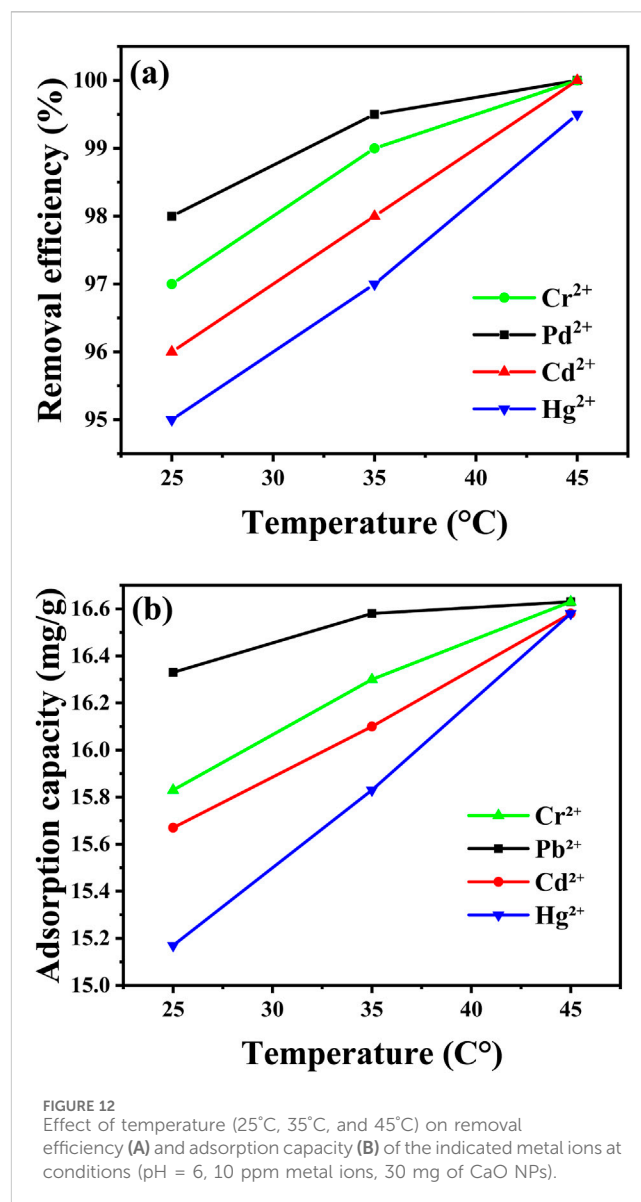 (a)
Removal efficiency (%)
100
99
98
97
96
95
Cr²⁺
Pd²⁺
Cd²⁺
Hg²⁺
25 30 35 40 45
Temperature (°C)
(b)
Adsorption capacity (mg/g)
16.6
16.4
16.2
16.0
15.8
15.6
15.4
15.2
15.0
Cr²⁺
Pb²⁺
Cd²⁺
Hg²⁺
25 30 35 40 45
Temperature (C°)
FIGURE 12
Effect of temperature (25°C, 35°C, and 45°C) on removal
efficiency (A) and adsorption capacity (B) of the indicated metal ions at
conditions (pH = 6, 10 ppm metal ions, 30 mg of CaO NPs).